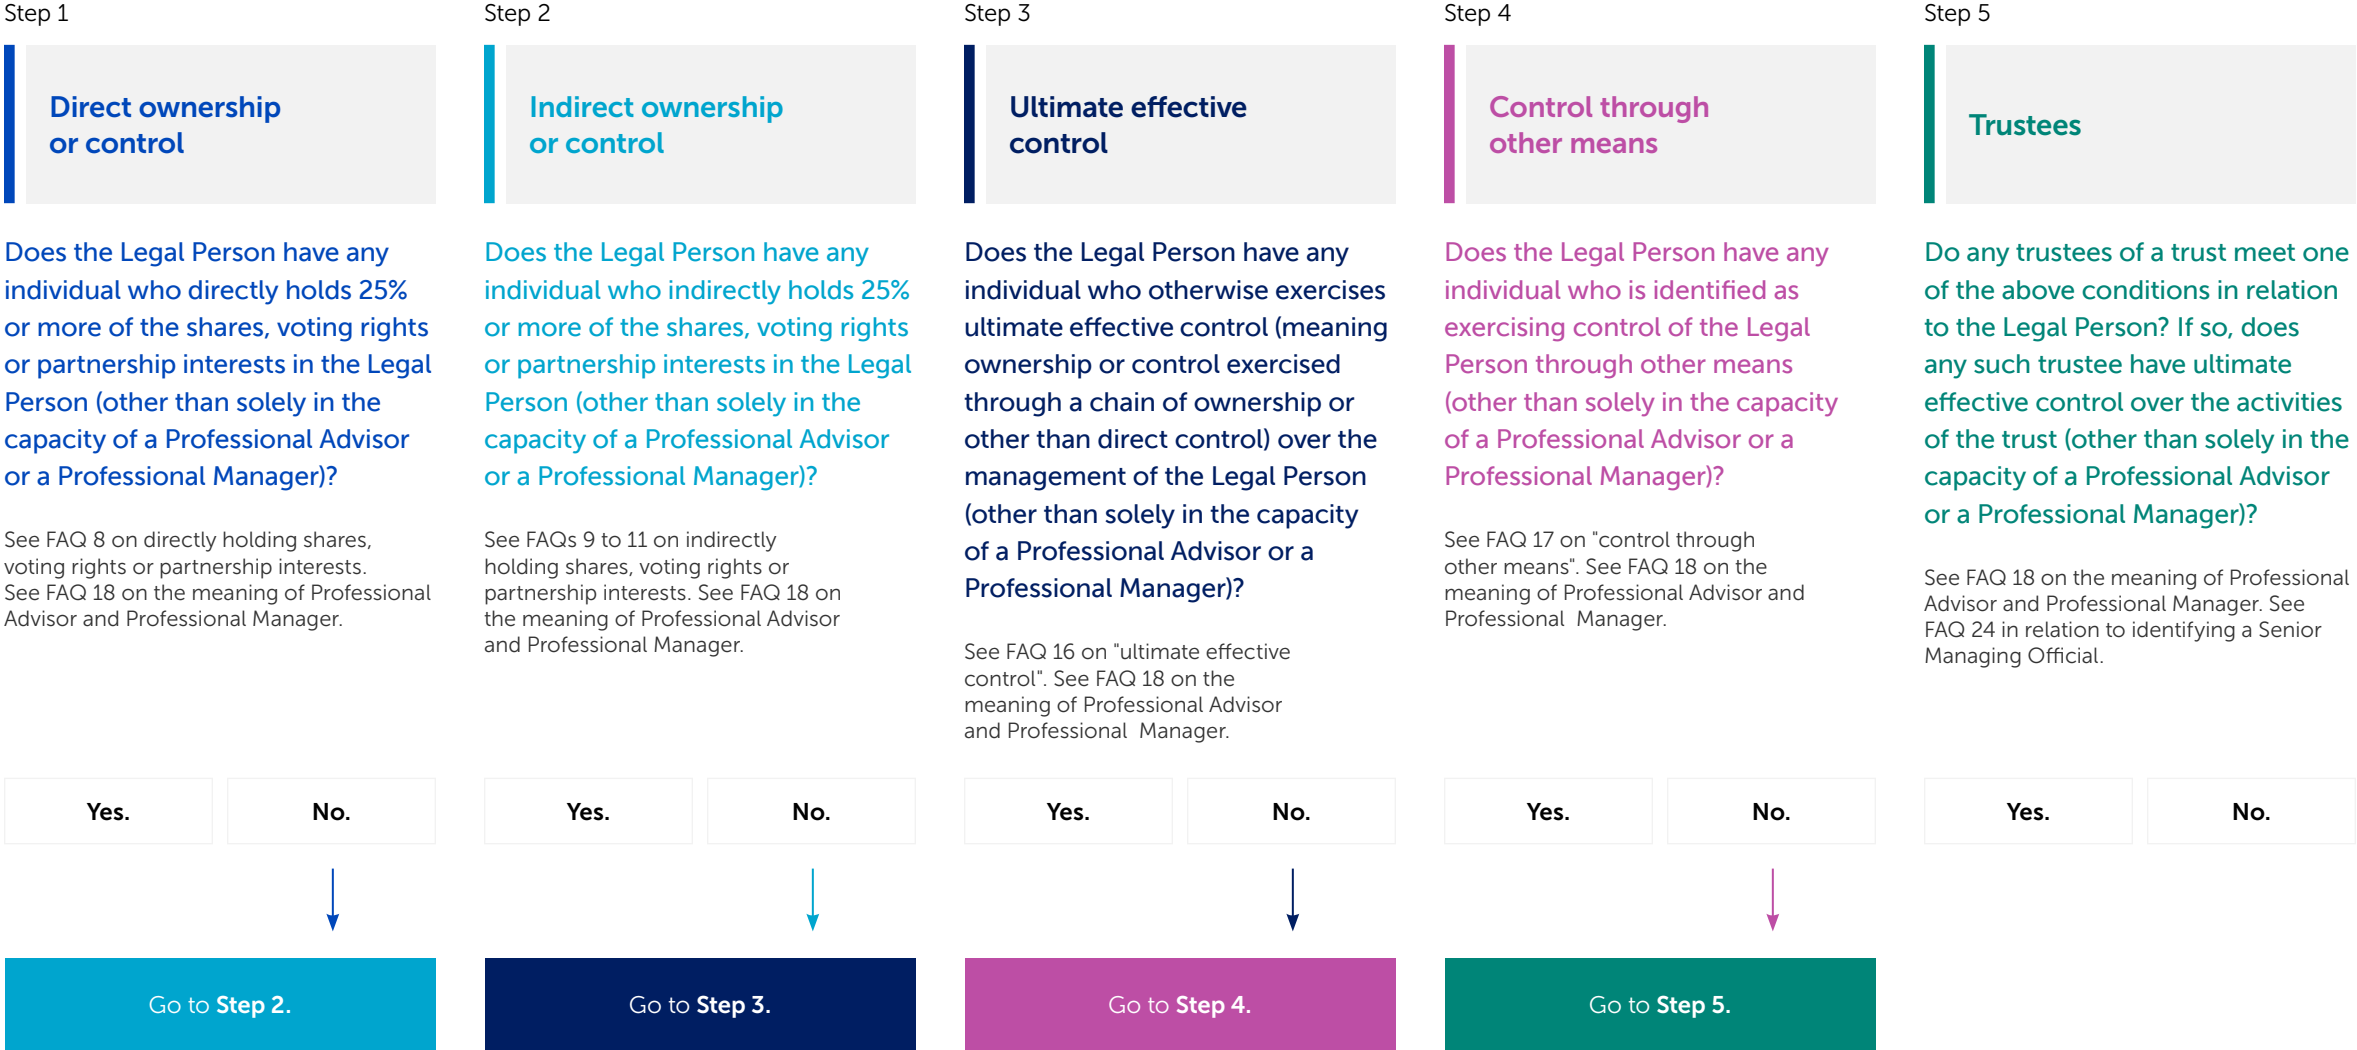 Step 1
Direct ownership
or control
Does the Legal Person have any
individual who directly holds 25%
or more of the shares, voting rights
or partnership interests in the Legal
Person (other than solely in the
capacity of a Professional Advisor
or a Professional Manager)?
See FAQ 8 on directly holding shares,
voting rights or partnership interests.
See FAQ 18 on the meaning of Professional
Advisor and Professional Manager.
Yes.
No.
Go to Step 2.
Step 2
Indirect ownership
or control
Does the Legal Person have any
individual who indirectly holds 25%
or more of the shares, voting rights
or partnership interests in the Legal
Person (other than solely in the
capacity of a Professional Advisor
or a Professional Manager)?
See FAQs 9 to 11 on indirectly
holding shares, voting rights or
partnership interests. See FAQ 18 on
the meaning of Professional Advisor
and Professional Manager.
Yes.
No.
Go to Step 3.
Step 3
Ultimate effective
control
Does the Legal Person have any
individual who otherwise exercises
ultimate effective control (meaning
ownership or control exercised
through a chain of ownership or
other than direct control) over the
management of the Legal Person
(other than solely in the capacity
of a Professional Advisor or a
Professional Manager)?
See FAQ 16 on "ultimate effective
control". See FAQ 18 on the
meaning of Professional Advisor
and Professional Manager.
Yes.
No.
Go to Step 4.
Step 4
Control through
other means
Does the Legal Person have any
individual who is identified as
exercising control of the Legal
Person through other means
(other than solely in the capacity
of a Professional Advisor or a
Professional Manager)?
See FAQ 17 on "control through
other means". See FAQ 18 on the
meaning of Professional Advisor and
Professional Manager.
Yes.
No.
Go to Step 5.
Step 5
Trustees
Do any trustees of a trust meet one
of the above conditions in relation
to the Legal Person? If so, does
any such trustee have ultimate
effective control over the activities
of the trust (other than solely in the
capacity of a Professional Advisor
or a Professional Manager)?
See FAQ 18 on the meaning of Professional
Advisor and Professional Manager. See
FAQ 24 in relation to identifying a Senior
Managing Official.
Yes.
No.